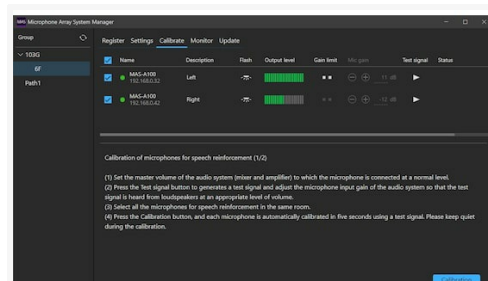 MAS Microphone Array System Manager
Group
Register Settings Calibrate Monitor Update
103G
6F
Path1
Name Description Flash Output level Gain limit Mic gain Test signal Status
MAS-A100
192.168.0.32
Left
11 dB
MAS-A100
192.168.0.42
Right
12 dB
Calibration of microphones for speech reinforcement (1/2)
(1) Set the master volume of the audio system (mixer and amplifier) to which the microphone is connected at a normal level.
(2) Press the Test signal button to generates a test signal and adjust the microphone input gain of the audio system so that the test
signal is heard from loudspeakers at an appropriate level of volume.
(3) Select all the microphones for speech reinforcement in the same room.
(4) Press the Calibration button, and each microphone is automatically calibrated in five seconds using a test signal. Please keep quiet
during the calibration.
Calibration